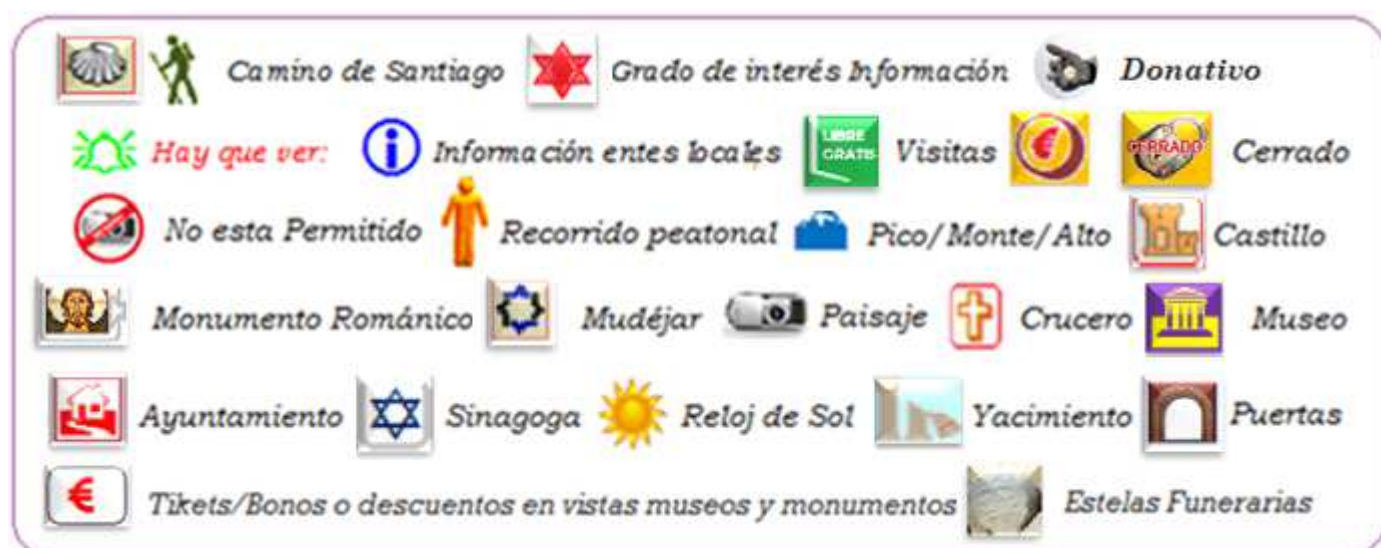 Camino de Santiago Grado de interés Información Donativo
Hay que ver: Información entes locales LIBRE GRATIS Visitas € CERRADO Cerrado
No esta Permitido Recorrido peatonal Pico/Monte/Alto Castillo
Monumento Románico Mudéjar Paisaje Crucero Museo
Ayuntamiento Sinagoga Reloj de Sol Yacimiento Puertas
€ Tikets/Bonos o descuentos en vistas museos y monumentos Estelas Funerarias